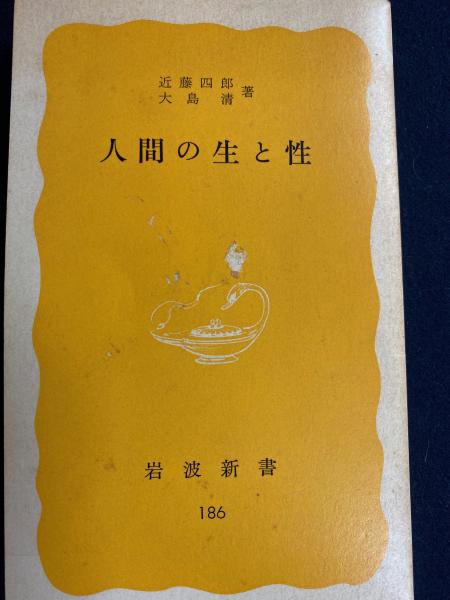 近藤四郎
大島清 著
人間の生と性
岩波新書
186